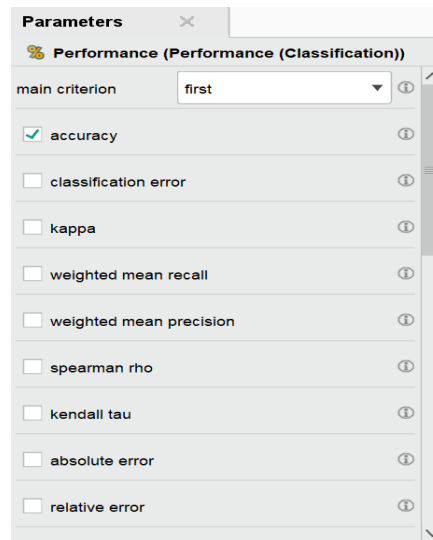 Parameters
Performance (Performance (Classification))
main criterion first
accuracy
classification error
kappa
weighted mean recall
weighted mean precision
spearman rho
kendall tau
absolute error
relative error